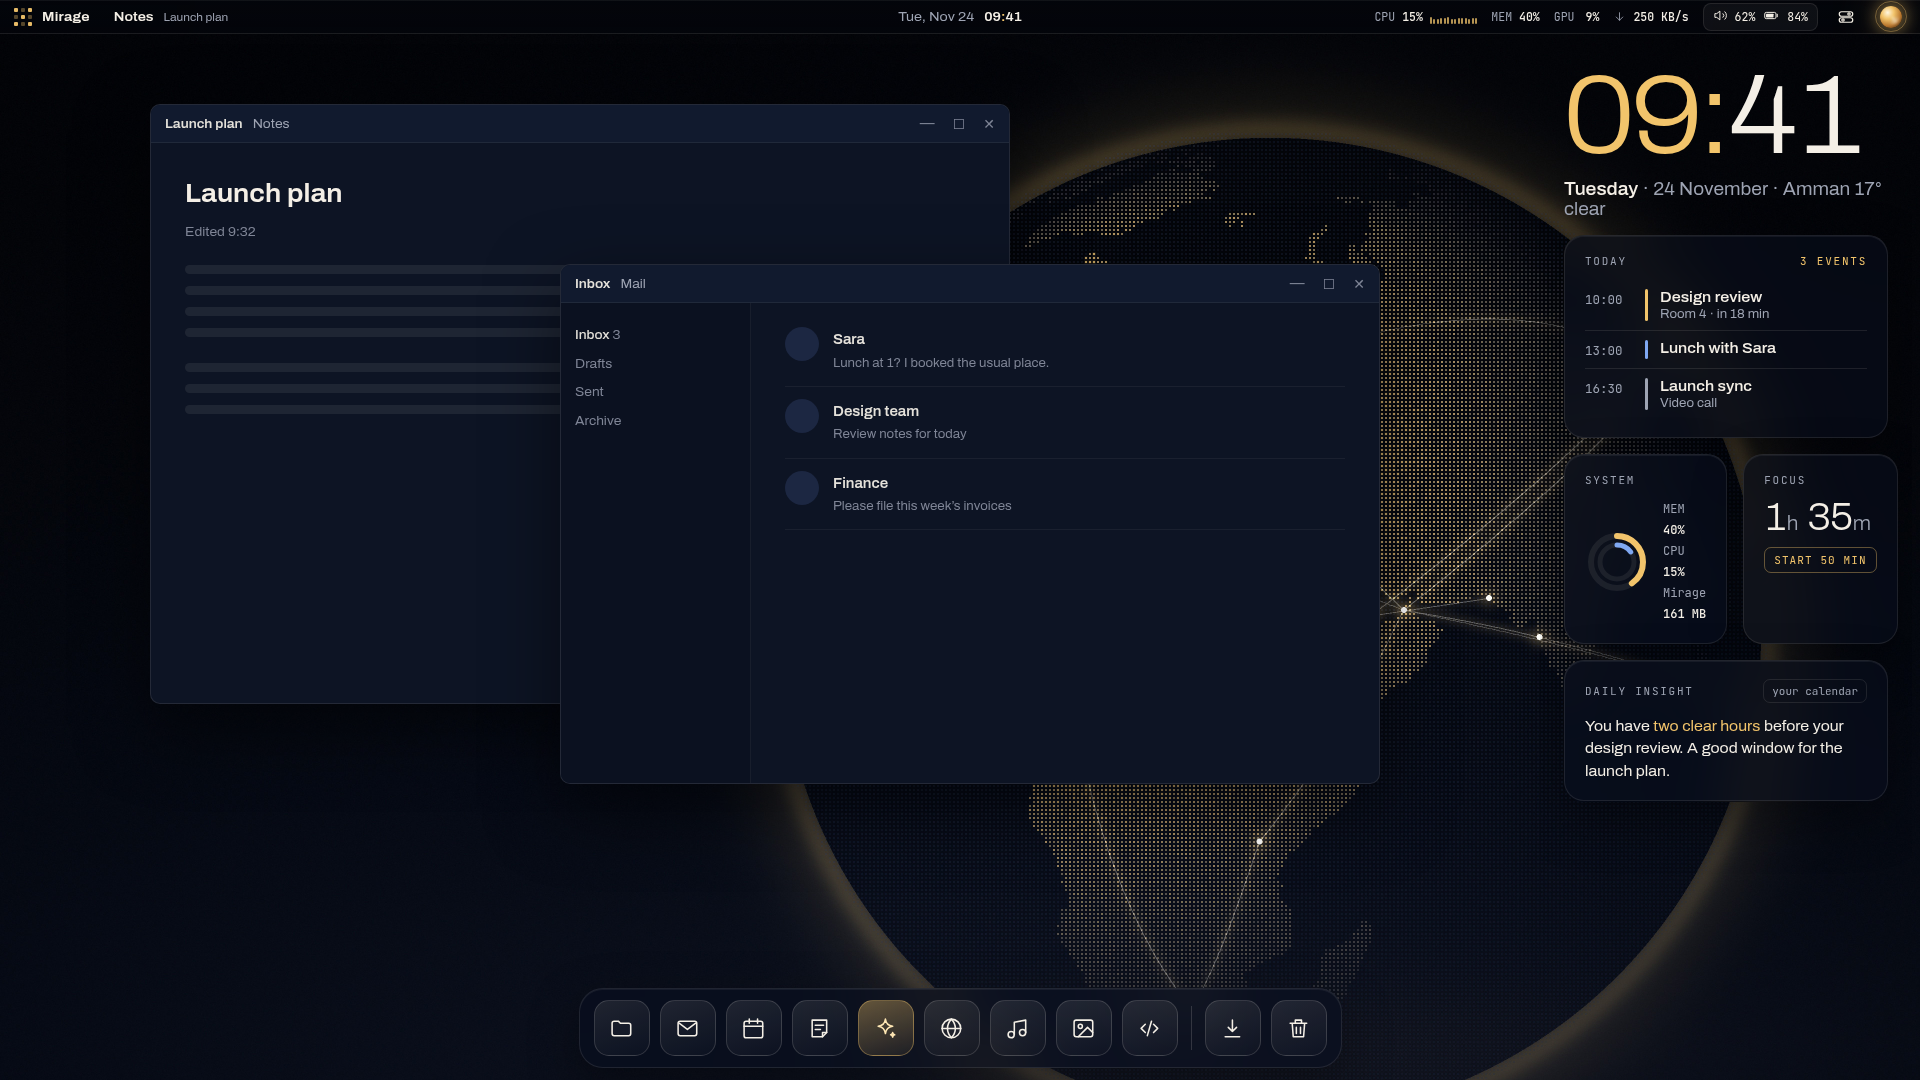 Mirage Notes Launch plan
Tue, Nov 24 09:41
CPU 15% MEM 40% GPU 9% ↓ 250 KB/s 62% 84%
Launch plan Notes
Launch plan
Edited 9:32
Inbox Mail
Inbox 3
Drafts
Sent
Archive
Sara
Lunch at 1? I booked the usual place.
Design team
Review notes for today
Finance
Please file this week's invoices
09:41
Tuesday · 24 November · Amman 17°
clear
TODAY 3 EVENTS
10:00 Design review
Room 4 · in 18 min
13:00 Lunch with Sara
16:30 Launch sync
Video call
SYSTEM
MEM
40%
CPU
15%
Mirage
161 MB
FOCUS
1h 35m
START 50 MIN
DAILY INSIGHT your calendar
You have two clear hours before your
design review. A good window for the
launch plan.